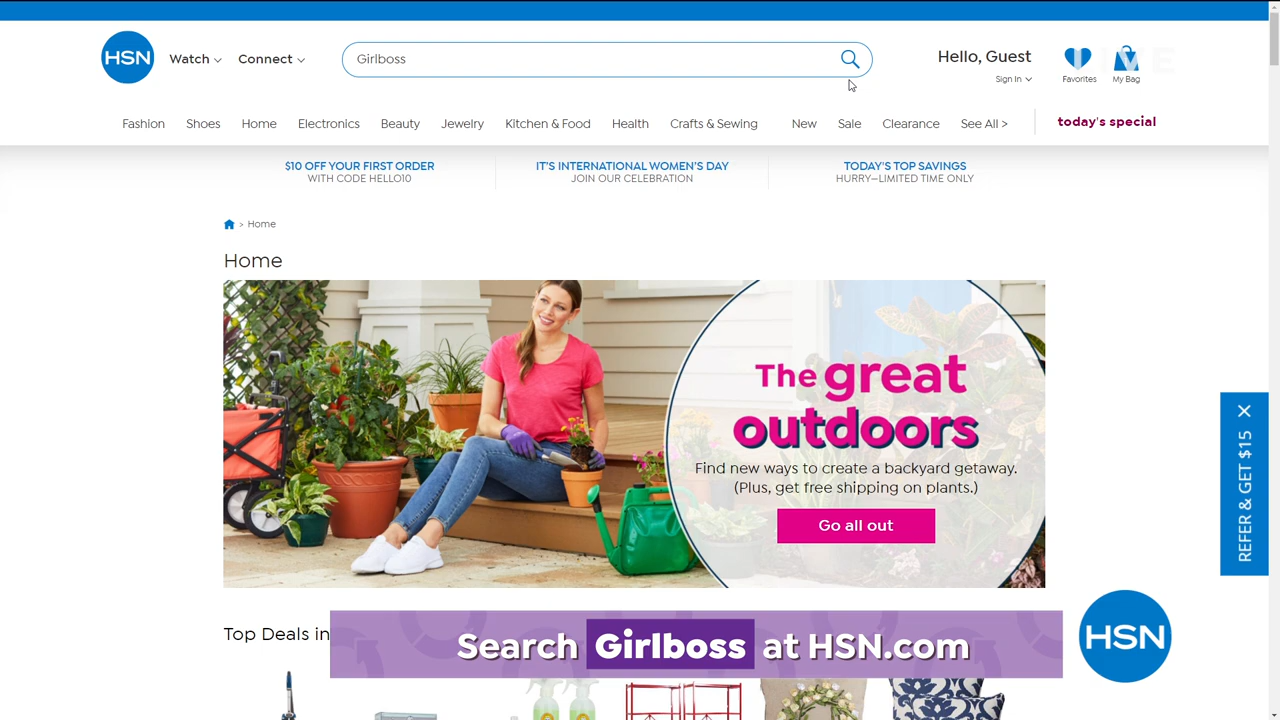 HSN
Watch
Connect
Girlboss
Hello, Guest
Sign In
Favorites
My Bag
Fashion
Shoes
Home
Electronics
Beauty
Jewelry
Kitchen & Food
Health
Crafts & Sewing
New
Sale
Clearance
See All >
today's special
$10 OFF YOUR FIRST ORDER
WITH CODE HELLO10
IT'S INTERNATIONAL WOMEN'S DAY
JOIN OUR CELEBRATION
TODAY'S TOP SAVINGS
HURRY—LIMITED TIME ONLY
> Home
Home
The great
outdoors
Find new ways to create a backyard getaway.
(Plus, get free shipping on plants.)
Go all out
REFER & GET $15
Top Deals in
Search Girlboss at HSN.com
HSN